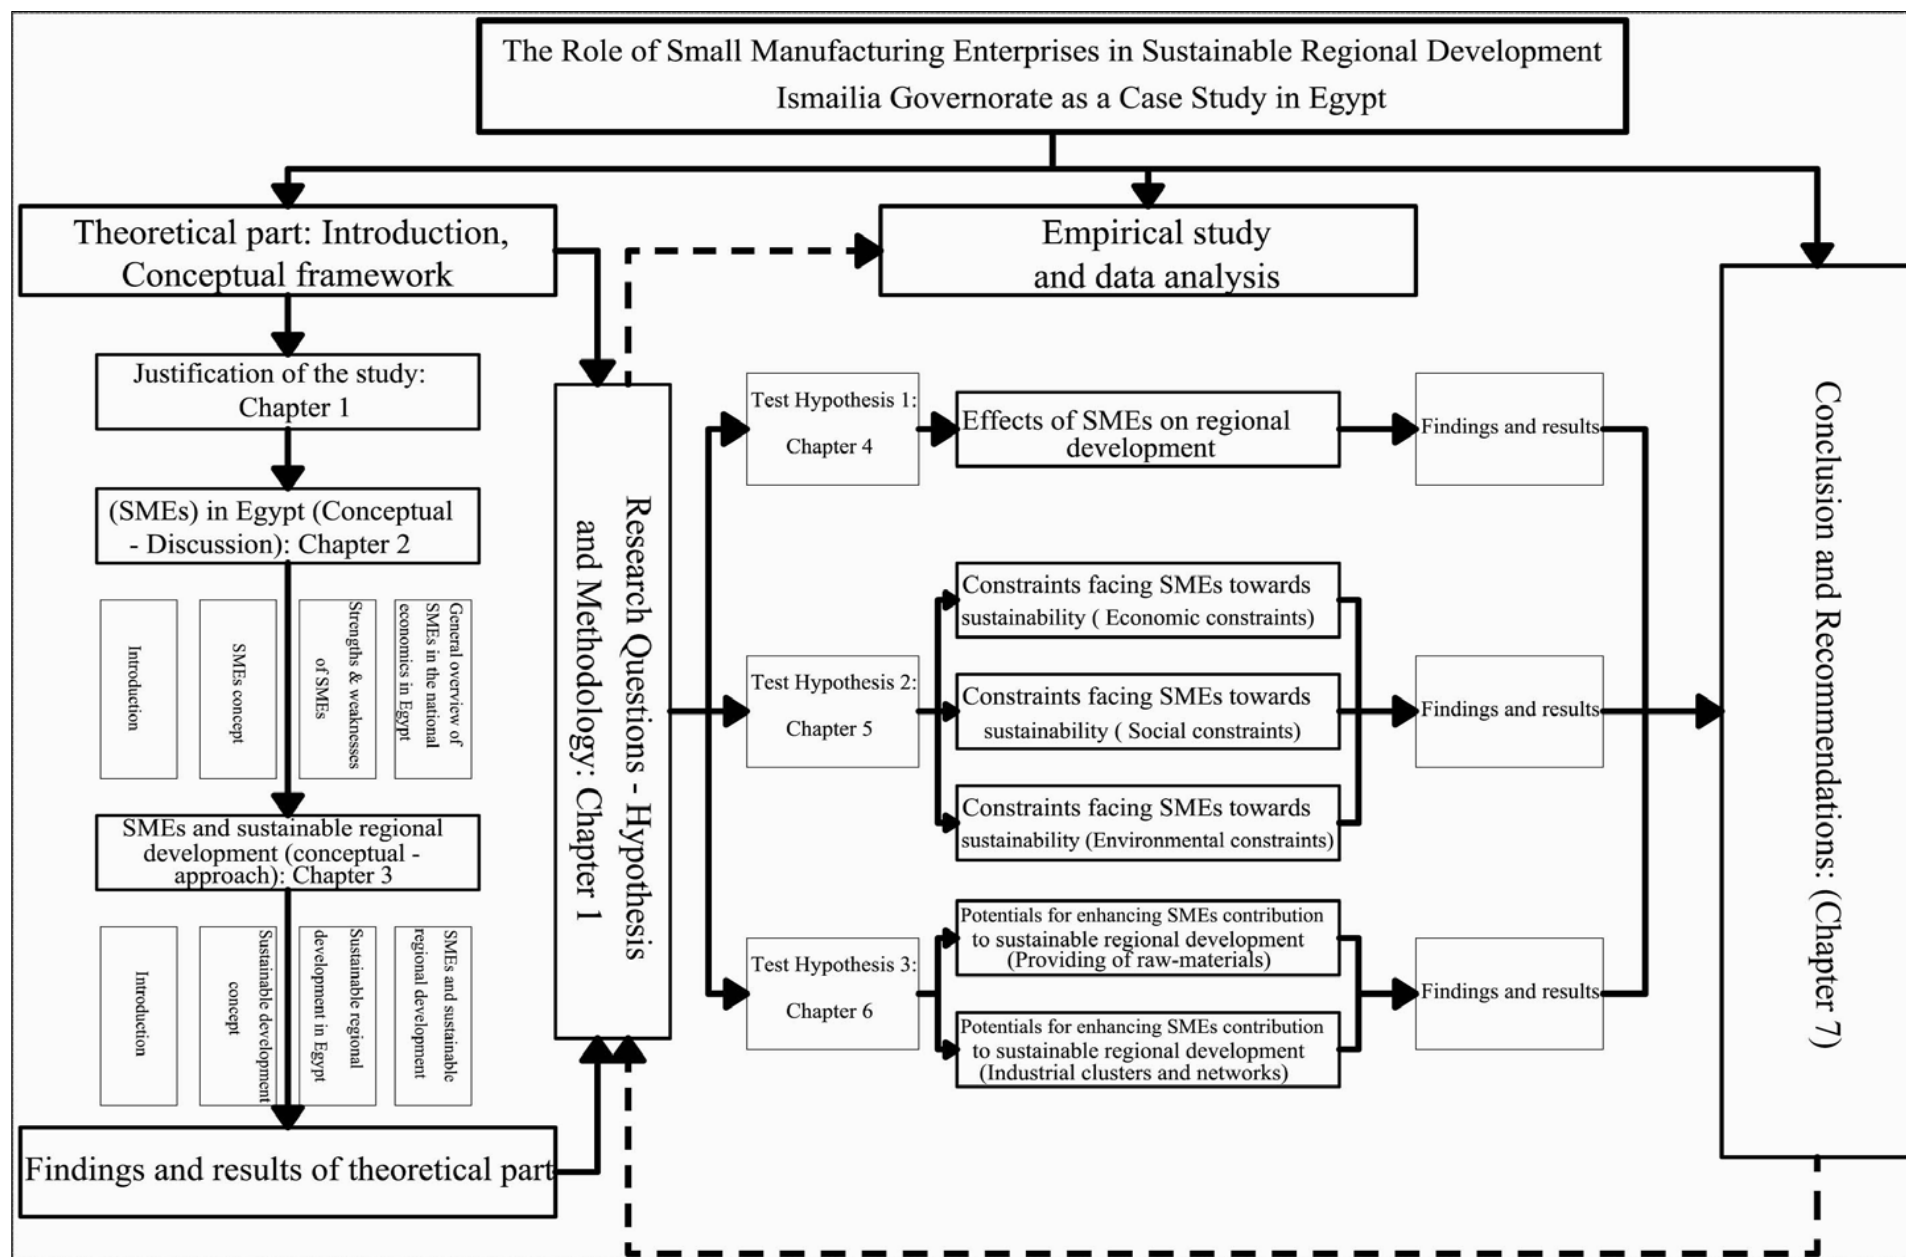 The Role of Small Manufacturing Enterprises in Sustainable Regional Development
Ismailia Governorate as a Case Study in Egypt
Theoretical part: Introduction,
Conceptual framework
Empirical study
and data analysis
Justification of the study:
Chapter 1
(SMEs) in Egypt (Conceptual
- Discussion): Chapter 2
Introduction
SMEs concept
Strengths & weaknesses
of SMEs
General overview of
SMEs in the national
economics in Egypt
SMEs and sustainable regional
development (conceptual -
approach): Chapter 3
Introduction
Sustainable development
concept
Sustainable regional
development in Egypt
SMEs and sustainable
regional development
Findings and results of theoretical part
Research Questions - Hypothesis
and Methodology: Chapter 1
Test Hypothesis 1:
Chapter 4
Effects of SMEs on regional
development
Findings and results
Test Hypothesis 2:
Chapter 5
Constraints facing SMEs towards
sustainability ( Economic constraints)
Constraints facing SMEs towards
sustainability ( Social constraints)
Constraints facing SMEs towards
sustainability (Environmental constraints)
Findings and results
Test Hypothesis 3:
Chapter 6
Potentials for enhancing SMEs contribution
to sustainable regional development
(Providing of raw-materials)
Potentials for enhancing SMEs contribution
to sustainable regional development
(Industrial clusters and networks)
Findings and results
Conclusion and Recommendations: (Chapter 7)